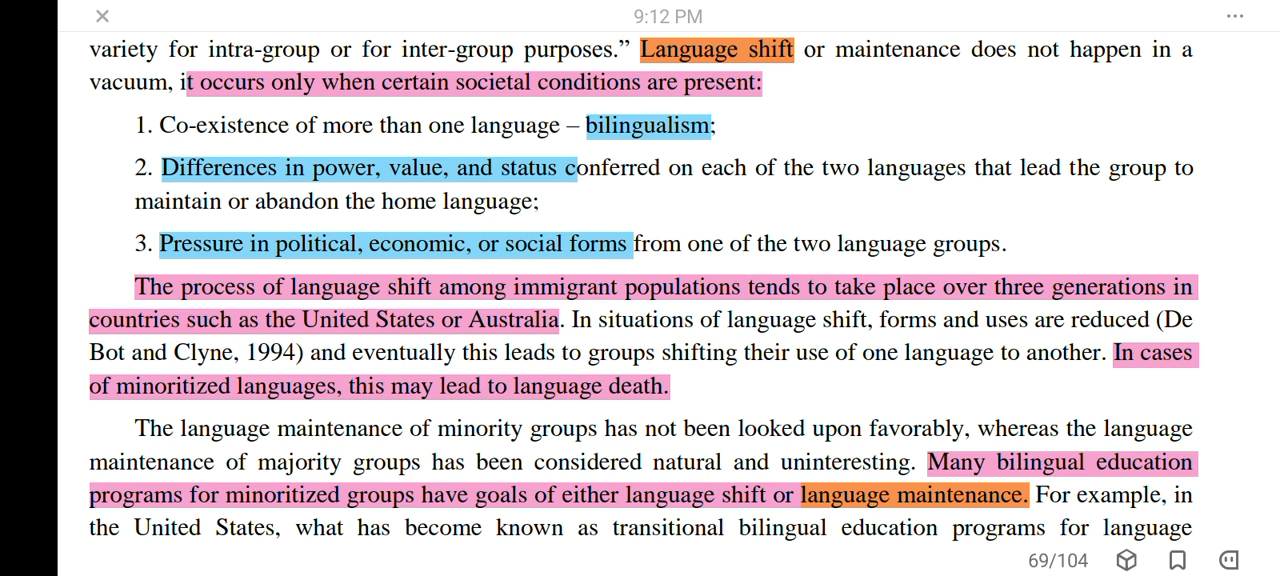 9:12 PM
variety for intra-group or for inter-group purposes.” Language shift or maintenance does not happen in a
vacuum, it occurs only when certain societal conditions are present:
1. Co-existence of more than one language – bilingualism;
2. Differences in power, value, and status conferred on each of the two languages that lead the group to
maintain or abandon the home language;
3. Pressure in political, economic, or social forms from one of the two language groups.
The process of language shift among immigrant populations tends to take place over three generations in
countries such as the United States or Australia. In situations of language shift, forms and uses are reduced (De
Bot and Clyne, 1994) and eventually this leads to groups shifting their use of one language to another. In cases
of minoritized languages, this may lead to language death.
The language maintenance of minority groups has not been looked upon favorably, whereas the language
maintenance of majority groups has been considered natural and uninteresting. Many bilingual education
programs for minoritized groups have goals of either language shift or language maintenance. For example, in
the United States, what has become known as transitional bilingual education programs for language
69/104